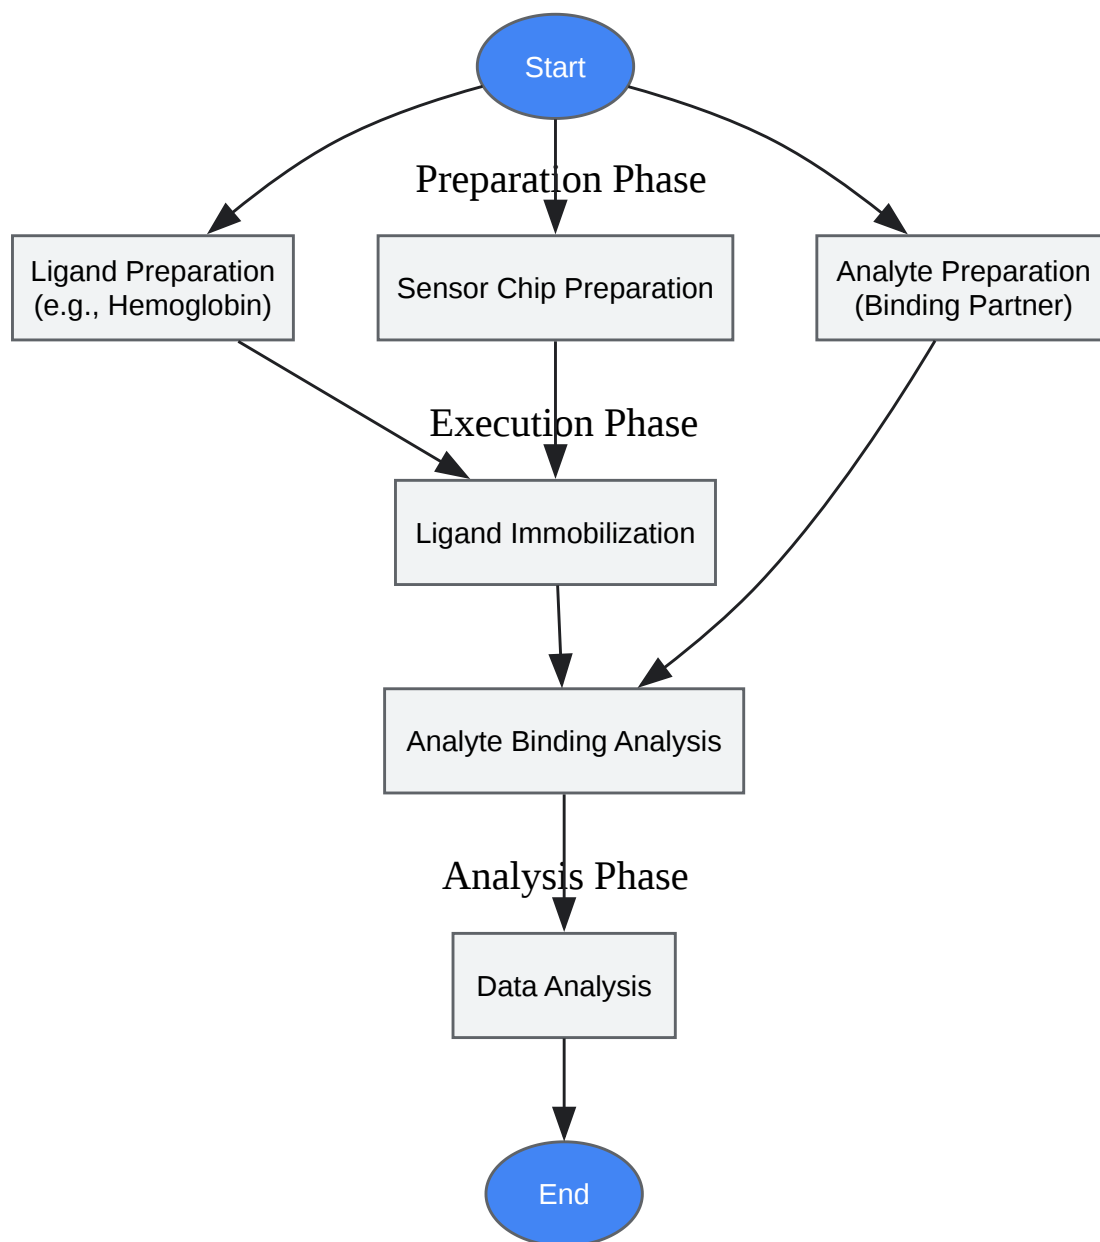 Start
Preparation Phase
Ligand Preparation
(e.g., Hemoglobin)
Sensor Chip Preparation
Analyte Preparation
(Binding Partner)
Execution Phase
Ligand Immobilization
Analyte Binding Analysis
Analysis Phase
Data Analysis
End